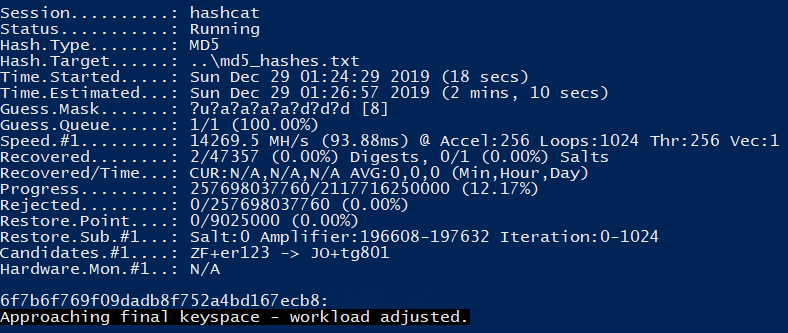 Session..........: hashcat
Status...........: Running
Hash.Type........: MD5
Hash.Target......: ..\md5_hashes.txt
Time.Started.....: Sun Dec 29 01:24:29 2019 (18 secs)
Time.Estimated...: Sun Dec 29 01:26:57 2019 (2 mins, 10 secs)
Guess.Mask.......: ?u?a?a?a?a?d?d?d [8]
Guess.Queue......: 1/1 (100.00%)
Speed.#1.........: 14269.5 MH/s (93.88ms) @ Accel:256 Loops:1024 Thr:256 Vec:1
Recovered........: 2/47357 (0.00%) Digests, 0/1 (0.00%) Salts
Recovered/Time...: CUR:N/A,N/A,N/A AVG:0,0,0 (Min,Hour,Day)
Progress.........: 257698037760/2117716250000 (12.17%)
Rejected.........: 0/257698037760 (0.00%)
Restore.Point....: 0/9025000 (0.00%)
Restore.Sub.#1...: Salt:0 Amplifier:196608-197632 Iteration:0-1024
Candidates.#1....: ZF+er123 -> JO+tg801
Hardware.Mon.#1..: N/A
6f7b6f769f09dadb8f752a4bd167ecb8:
Approaching final keyspace - workload adjusted.